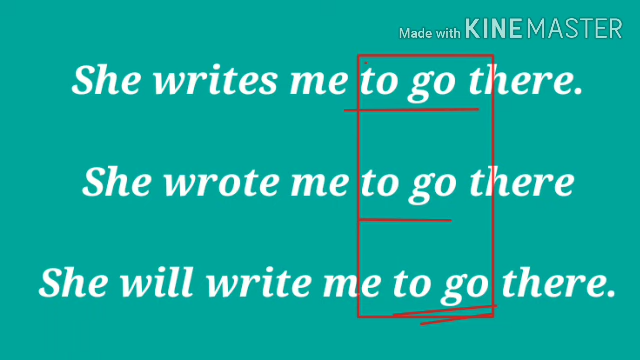 Made with KINEMASTER
She writes me to go there.
She wrote me to go there
She will write me to go there.